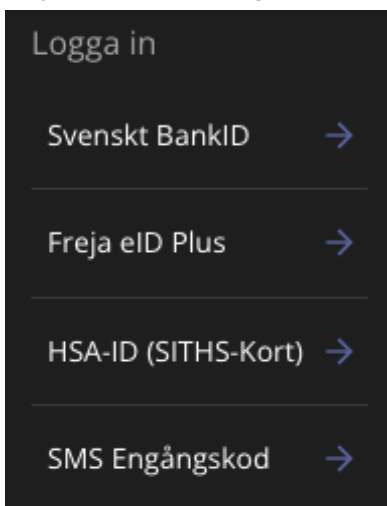 Logga in
Svenskt BankID
Freja eID Plus
HSA-ID (SITHS-Kort)
SMS Engångskod